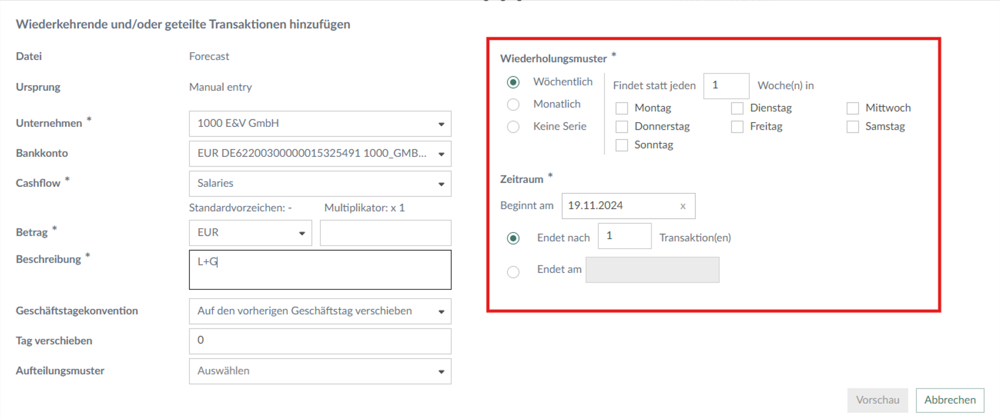 Wiederkehrende und/oder geteilte Transaktionen hinzufügen
Datei Forecast
Ursprung Manual entry
Unternehmen * 1000 E&V GmbH
Bankkonto EUR DE62200300000015325491 1000_GMB...
Cashflow * Salaries
Standardvorzeichen: - Multiplikator: x 1
Betrag * EUR
Beschreibung * L+G
Geschäftstagekonvention Auf den vorherigen Geschäftstag verschieben
Tag verschieben 0
Aufteilungsmuster Auswählen
Wiederholungsmuster *
Wöchentlich
Monatlich
Keine Serie
Findet statt jeden 1 Woche(n) in
Montag Dienstag Mittwoch
Donnerstag Freitag Samstag
Sonntag
Zeitraum *
Beginnt am 19.11.2024 x
Endet nach 1 Transaktion(en)
Endet am
Vorschau Abbrechen